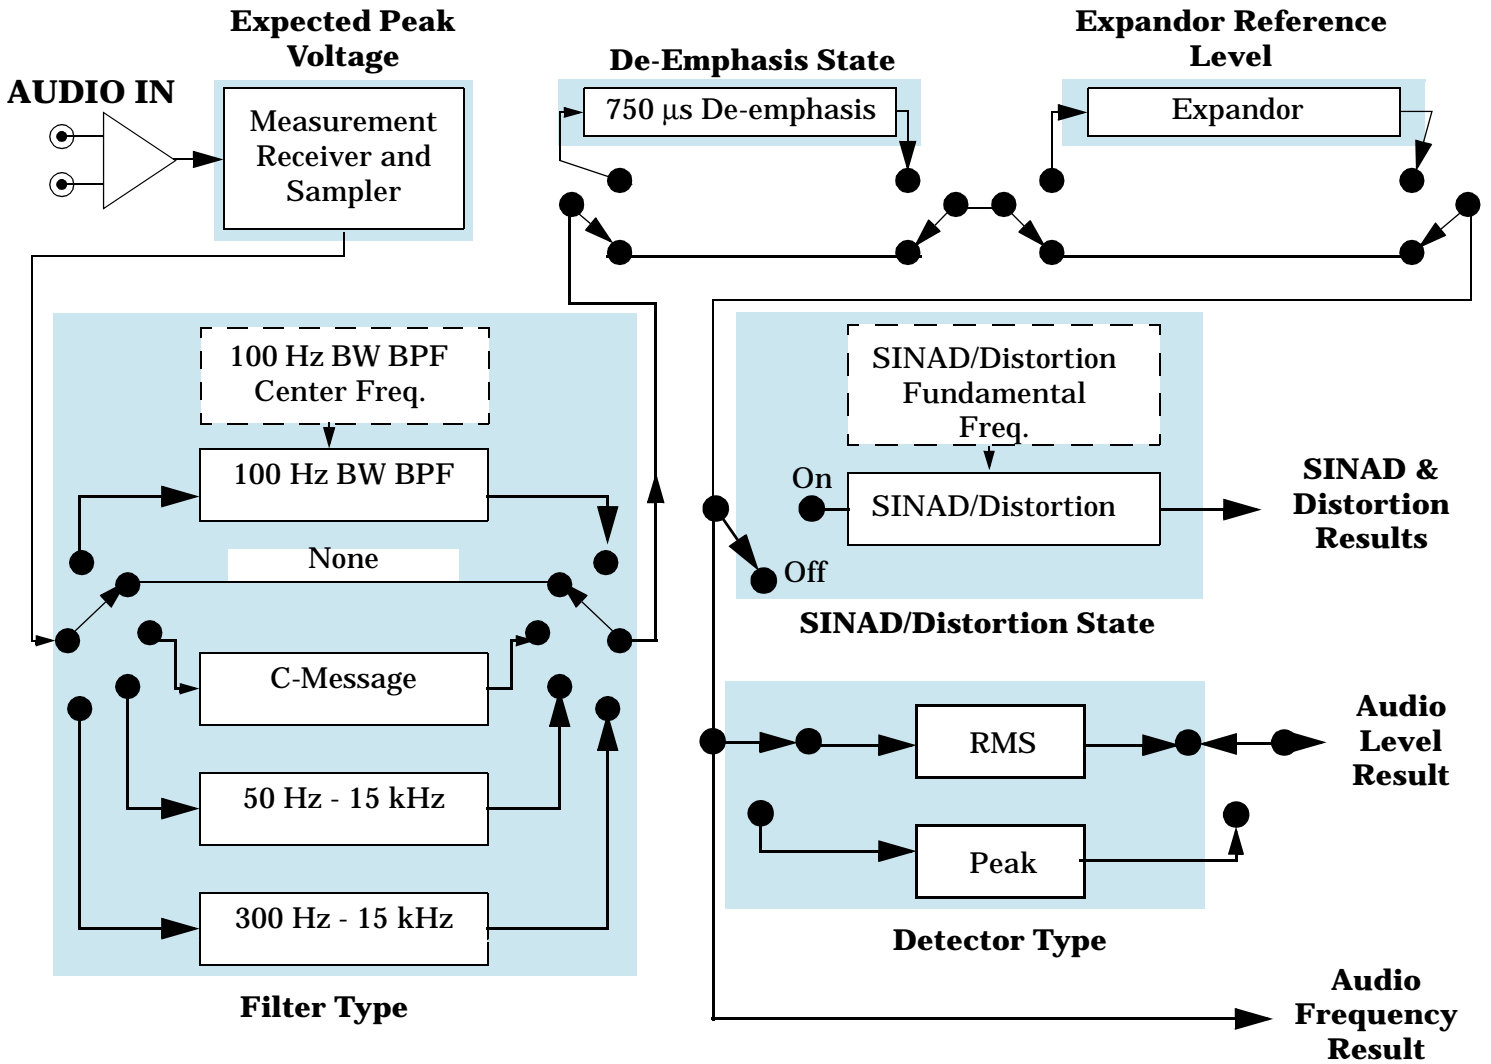 Expected Peak
Voltage
AUDIO IN
Measurement
Receiver and
Sampler
De-Emphasis State
750 μs De-emphasis
Expandor Reference
Level
Expandor
100 Hz BW BPF
Center Freq.
100 Hz BW BPF
None
C-Message
50 Hz - 15 kHz
300 Hz - 15 kHz
Filter Type
SINAD/Distortion
Fundamental
Freq.
On
SINAD/Distortion
Off
SINAD/Distortion State
SINAD &
Distortion
Results
RMS
Peak
Detector Type
Audio
Level
Result
Audio
Frequency
Result